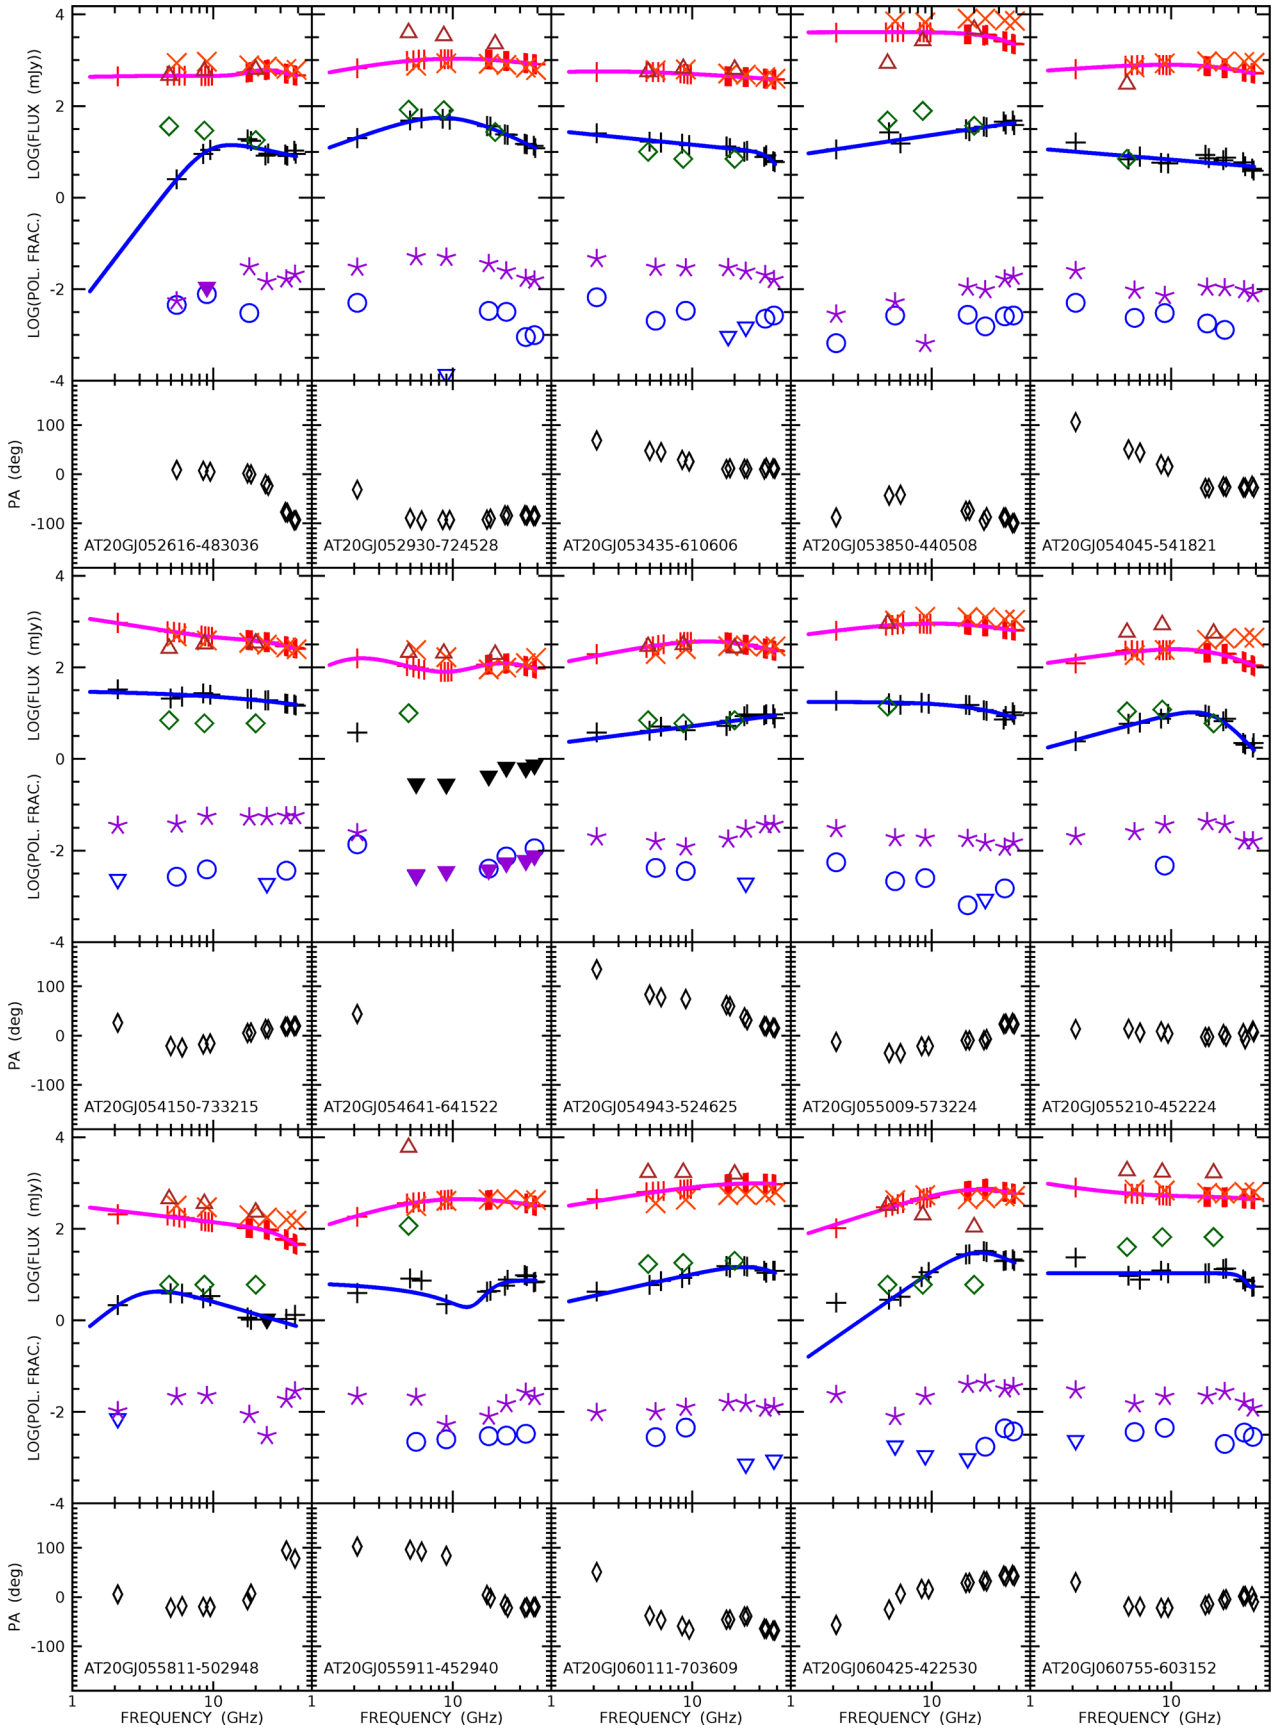 4
2
0
-2
-4
LOG(FLUX (mJy))
LOG(POL. FRAC.)
100
0
-100
PA (deg)
AT20GJ052616-483036
AT20GJ052930-724528
AT20GJ053435-610606
AT20GJ053850-440508
AT20GJ054045-541821
4
2
0
-2
-4
LOG(FLUX (mJy))
LOG(POL. FRAC.)
100
0
-100
PA (deg)
AT20GJ054150-733215
AT20GJ054641-641522
AT20GJ054943-524625
AT20GJ055009-573224
AT20GJ055210-452224
4
2
0
-2
-4
LOG(FLUX (mJy))
LOG(POL. FRAC.)
100
0
-100
PA (deg)
AT20GJ055811-502948
AT20GJ055911-452940
AT20GJ060111-703609
AT20GJ060425-422530
AT20GJ060755-603152
1 10 1 10 1 10 1 10 1 10
FREQUENCY (GHz) FREQUENCY (GHz) FREQUENCY (GHz) FREQUENCY (GHz) FREQUENCY (GHz)